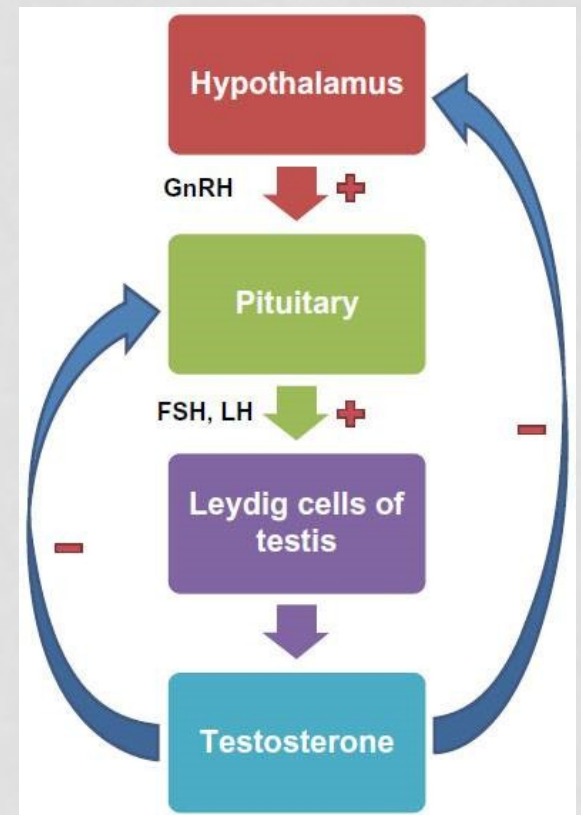 Hypothalamus
GnRH
Pituitary
FSH, LH
Leydig cells of
testis
Testosterone